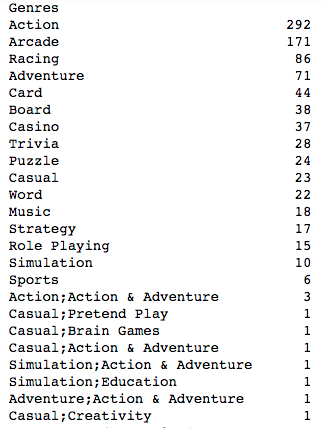 Genres
Action 292
Arcade 171
Racing 86
Adventure 71
Card 44
Board 38
Casino 37
Trivia 28
Puzzle 24
Casual 23
Word 22
Music 18
Strategy 17
Role Playing 15
Simulation 10
Sports 6
Action;Action & Adventure 3
Casual;Pretend Play 1
Casual;Brain Games 1
Casual;Action & Adventure 1
Simulation;Action & Adventure 1
Simulation;Education 1
Adventure;Action & Adventure 1
Casual;Creativity 1